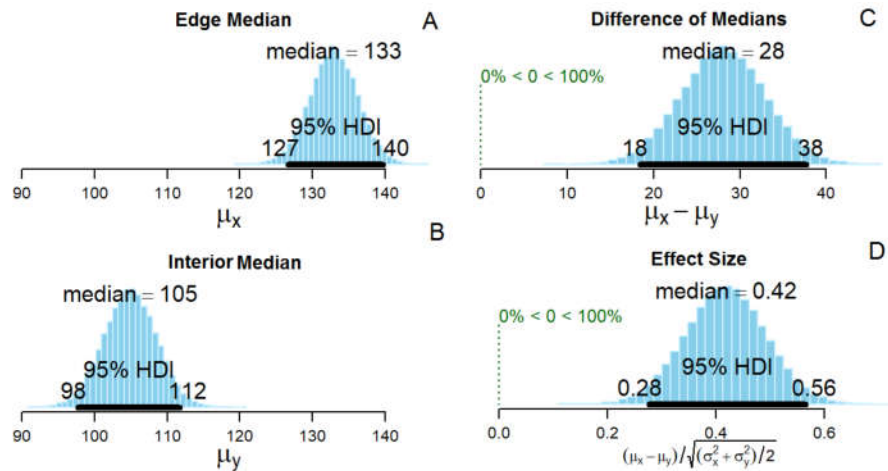 Edge Median
A
median = 133
95% HDI
127 140
90 100 110 120 130 140
μx
B
Interior Median
median = 105
95% HDI
98 112
90 100 110 120 130 140
μy
Difference of Medians
C
median = 28
0% < 0 < 100%
95% HDI
18 38
0 10 20 30 40
μx − μy
Effect Size
D
median = 0.42
0% < 0 < 100%
95% HDI
0.28 0.56
0.0 0.2 0.4 0.6
(μx − μy)/√(σx² + σy²)/2